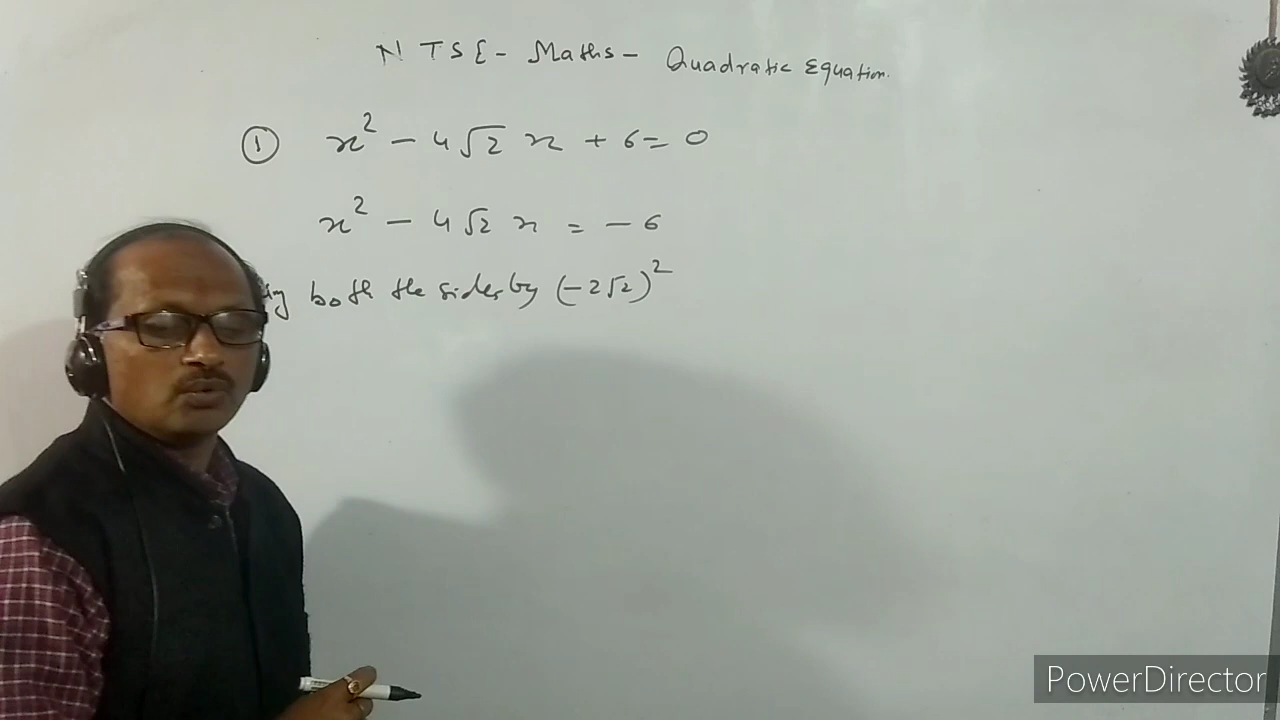 NTSE - Maths - Quadratic Equation.
① x² - 4√2 x + 6 = 0
x² - 4√2 x = - 6
both the sides by (-2√2)²
PowerDirector